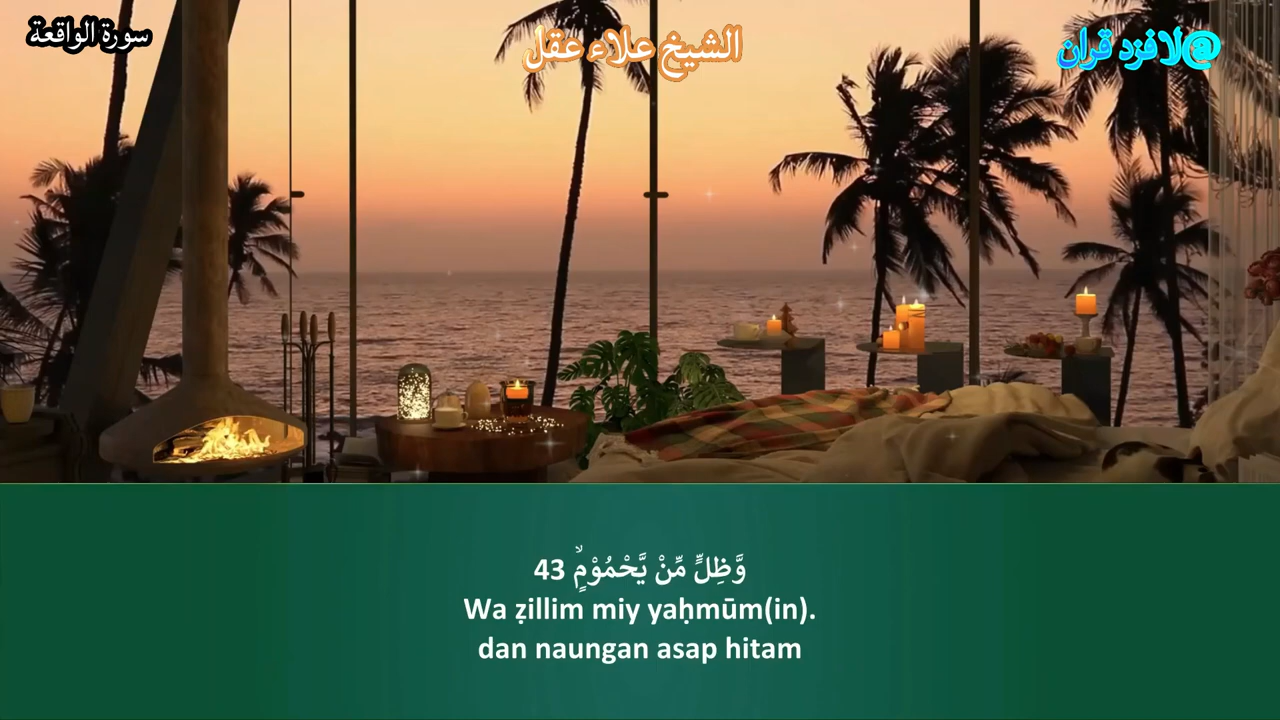 سورة الواقعة
الشيخ علاء عقل
@لافزد قران
وَّظِلٍّ مِّنْ يَّحْمُوْمٍۙ 43
Wa ẓillim miy yaḥmūm(in).
dan naungan asap hitam